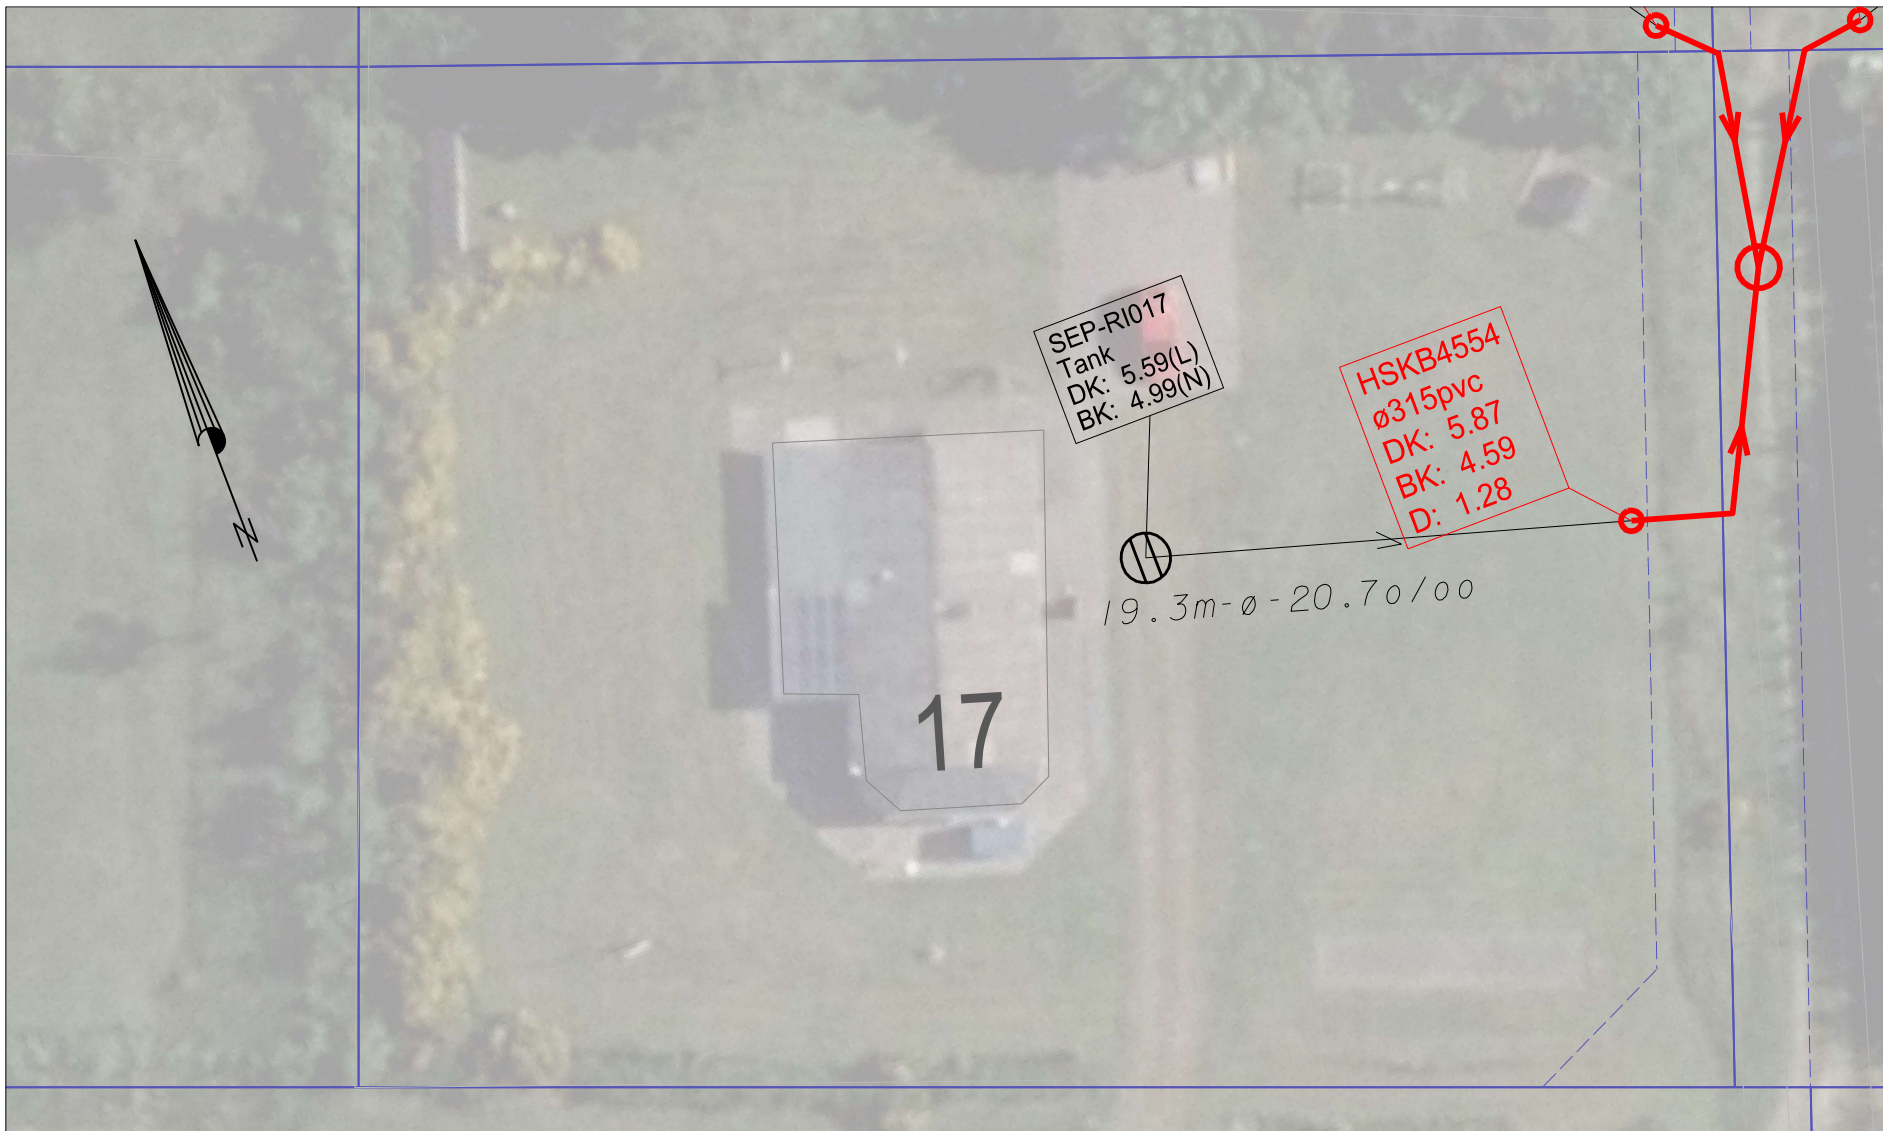 SEP-RI017
Tank
DK: 5.59(L)
BK: 4.99(N)
HSKB4554
ø315pvc
DK: 5.87
BK: 4.59
D: 1.28
19.3m-ø-20.7o/oo
17
N